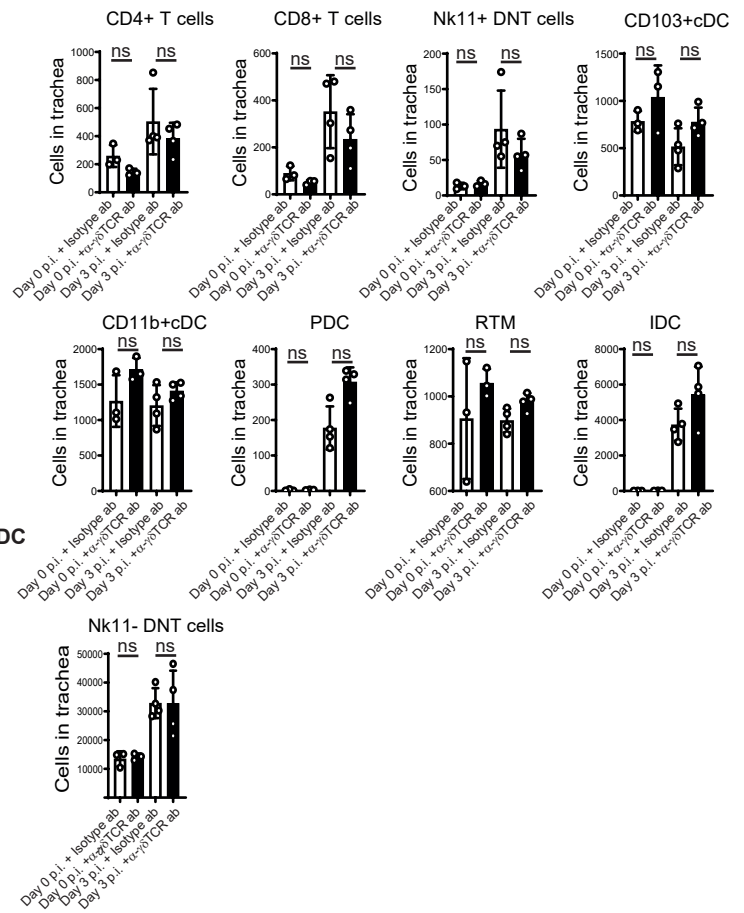 CD4+ T cells
CD8+ T cells
Nk11+ DNT cells
CD103+cDC
Cells in trachea
1000
800
600
400
200
0
ns
ns
Day 0 p.i. + Isotype ab
Day 0 p.i. +α-γδTCR ab
Day 3 p.i. + Isotype ab
Day 3 p.i. +α-γδTCR ab
600
400
200
0
ns
ns
Day 0 p.i. + Isotype ab
Day 0 p.i. +α-γδTCR ab
Day 3 p.i. + Isotype ab
Day 3 p.i. +α-γδTCR ab
200
150
100
50
0
ns
ns
Day 0 p.i. + Isotype ab
Day 0 p.i. +α-γδTCR ab
Day 3 p.i. + Isotype ab
Day 3 p.i. +α-γδTCR ab
1500
1000
500
0
ns
ns
Day 0 p.i. + Isotype ab
Day 0 p.i. +α-γδTCR ab
Day 3 p.i. + Isotype ab
Day 3 p.i. +α-γδTCR ab
CD11b+cDC
PDC
RTM
IDC
Cells in trachea
2000
1500
1000
500
0
ns
ns
Day 0 p.i. + Isotype ab
Day 0 p.i. +α-γδTCR ab
Day 3 p.i. + Isotype ab
Day 3 p.i. +α-γδTCR ab
Cells in trachea
400
300
200
100
0
ns
ns
Day 0 p.i. + Isotype ab
Day 0 p.i. +α-γδTCR ab
Day 3 p.i. + Isotype ab
Day 3 p.i. +α-γδTCR ab
Cells in trachea
1200
1000
800
600
ns
ns
Day 0 p.i. + Isotype ab
Day 0 p.i. +α-γδTCR ab
Day 3 p.i. + Isotype ab
Day 3 p.i. +α-γδTCR ab
Cells in trachea
8000
6000
4000
2000
0
ns
ns
Day 0 p.i. + Isotype ab
Day 0 p.i. +α-γδTCR ab
Day 3 p.i. + Isotype ab
Day 3 p.i. +α-γδTCR ab
DC
Nk11- DNT cells
Cells in trachea
50000
40000
30000
20000
10000
ns
ns
Day 0 p.i. + Isotype ab
Day 0 p.i. +α-γδTCR ab
Day 3 p.i. + Isotype ab
Day 3 p.i. +α-γδTCR ab